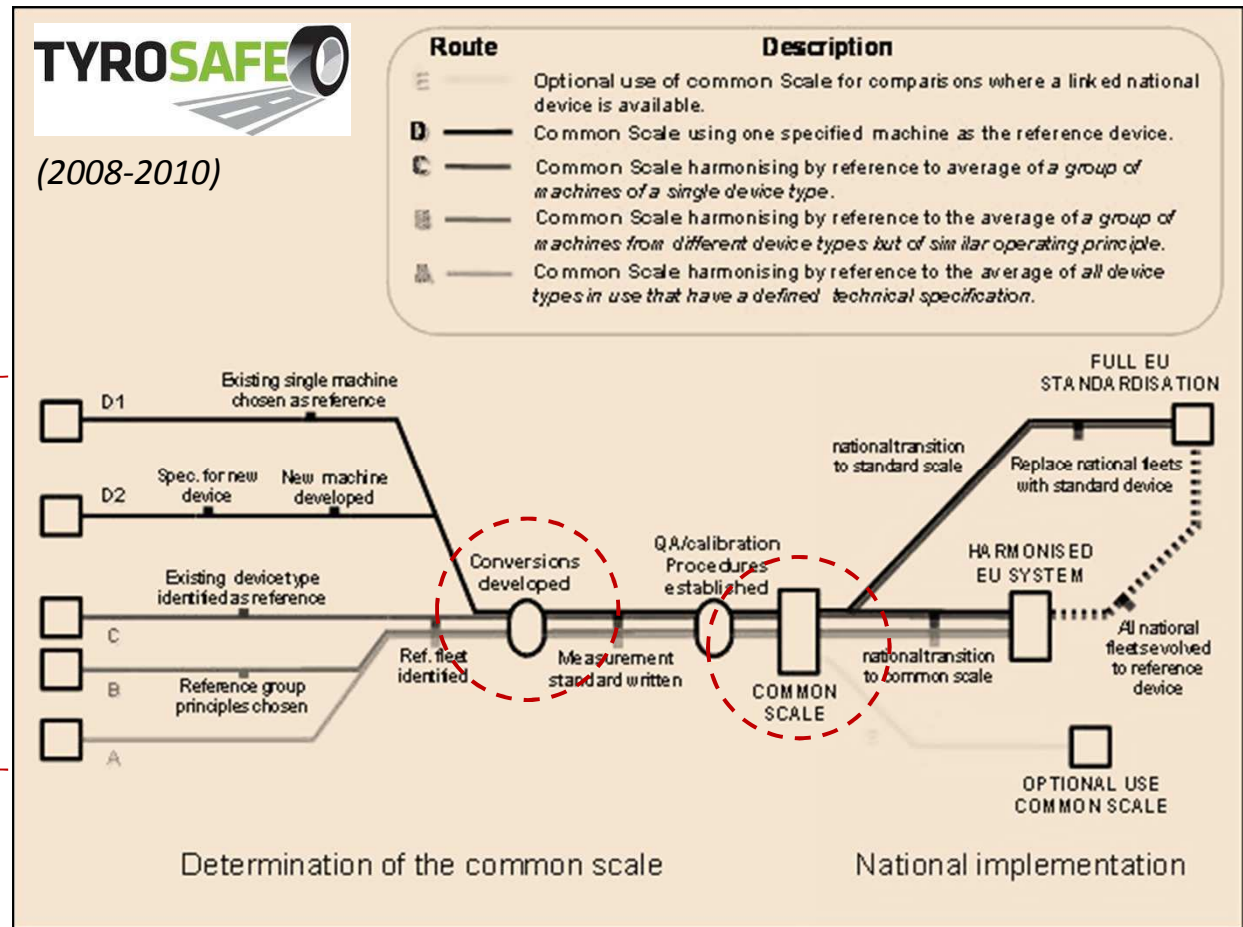 TYROSAFE
(2008-2010)
Route Description
E Optional use of common Scale for comparisons where a linked national
device is available.
D Common Scale using one specified machine as the reference device.
C Common Scale harmonising by reference to average of a group of
machines of a single device type.
B Common Scale harmonising by reference to the average of a group of
machines from different device types but of similar operating principle.
A Common Scale harmonising by reference to the average of all device
types in use that have a defined technical specification.
FULL EU
STANDARDISATION
D1
Existing single machine
chosen as reference
national transition
to standard scale
Replace national fleets
with standard device
D2
Spec. for new
device
New machine
developed
Conversions
developed
QA/calibration
Procedures
established
HARMONISED
EU SYSTEM
Existing device type
identified as reference
C
Ref. fleet
identified
Measurement
standard written
COMMON
SCALE
national transition
to common scale
All national
fleets evolved
to reference
device
B
Reference group
principles chosen
A
E
OPTIONAL USE
COMMON SCALE
Determination of the common scale
National implementation